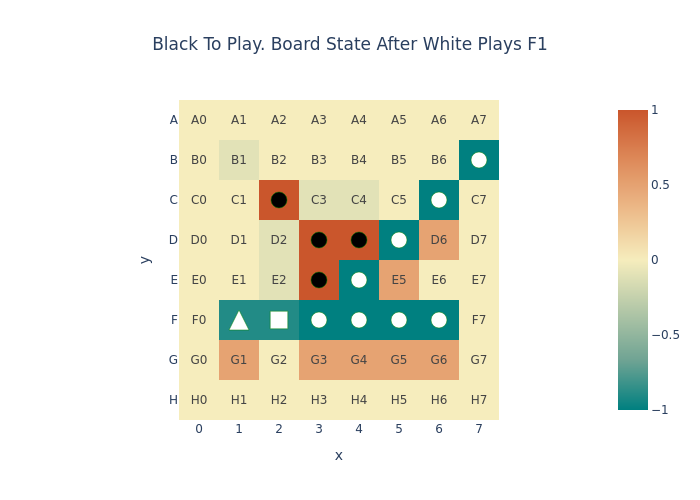 Black To Play. Board State After White Plays F1
A A0 A1 A2 A3 A4 A5 A6 A7
B B0 B1 B2 B3 B4 B5 B6
C C0 C1 C3 C4 C5 C7
D D0 D1 D2 D6 D7
E E0 E1 E2 E5 E6 E7
F F0 F7
G G0 G1 G2 G3 G4 G5 G6 G7
H H0 H1 H2 H3 H4 H5 H6 H7
0 1 2 3 4 5 6 7
x
y
1
0.5
0
−0.5
−1